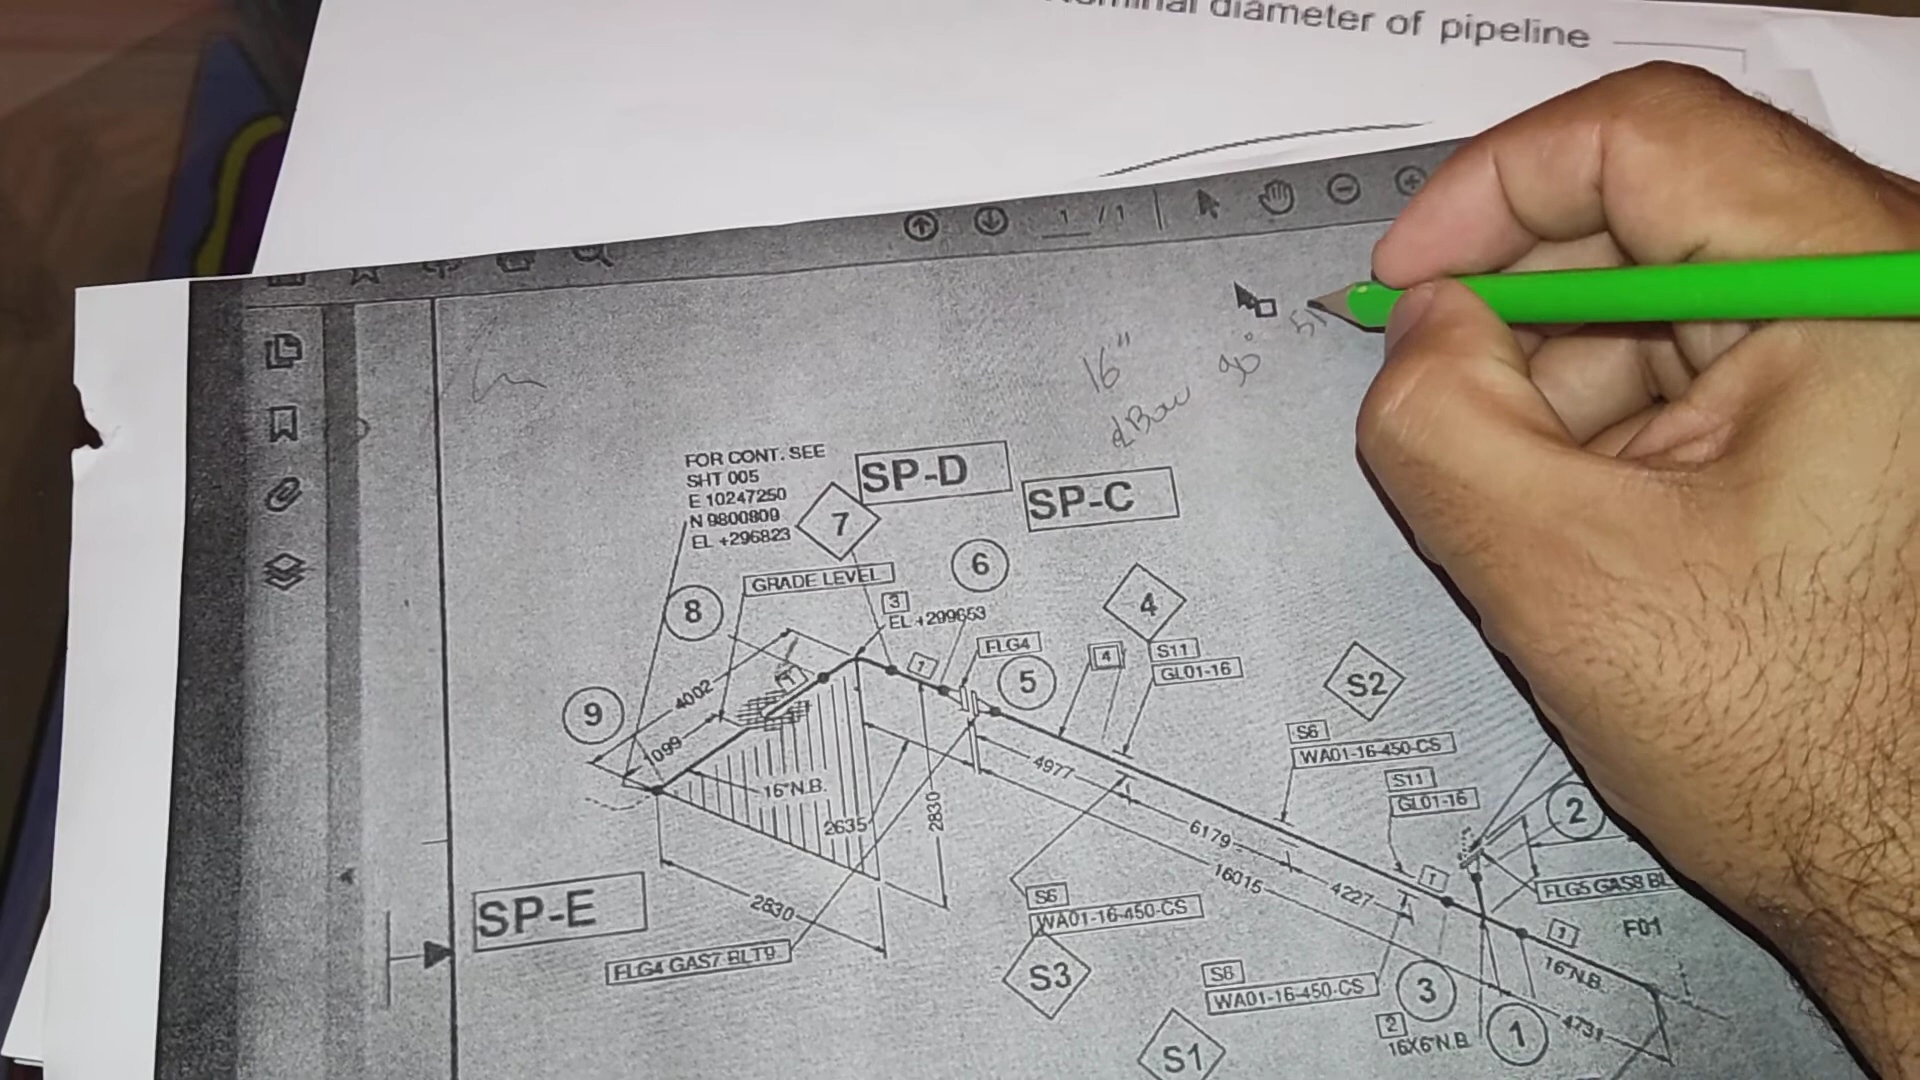 Nominal diameter of pipeline
1 / 1
16"
elBow 90°
FOR CONT. SEE
SHT 005
E 10247250
N 9800809
EL +296823
SP-D
SP-C
7
6
GRADE LEVEL
8
3
EL +299653
4
FLG4
1
4
S11
GL01-16
5
S2
9
4002
1
1099
S6
WA01-16-450-CS
S11
GL01-16
4977
16"N.B.
2635
2830
2
6179
16015
4227
1
FLG5 GAS8 BL
SP-E
2830
S6
WA01-16-450-CS
F01
1
16"N.B.
FLG4 GAS7 BLT9
S3
S6
WA01-16-450-CS
3
2
16X6"N.B.
1
4731
S1